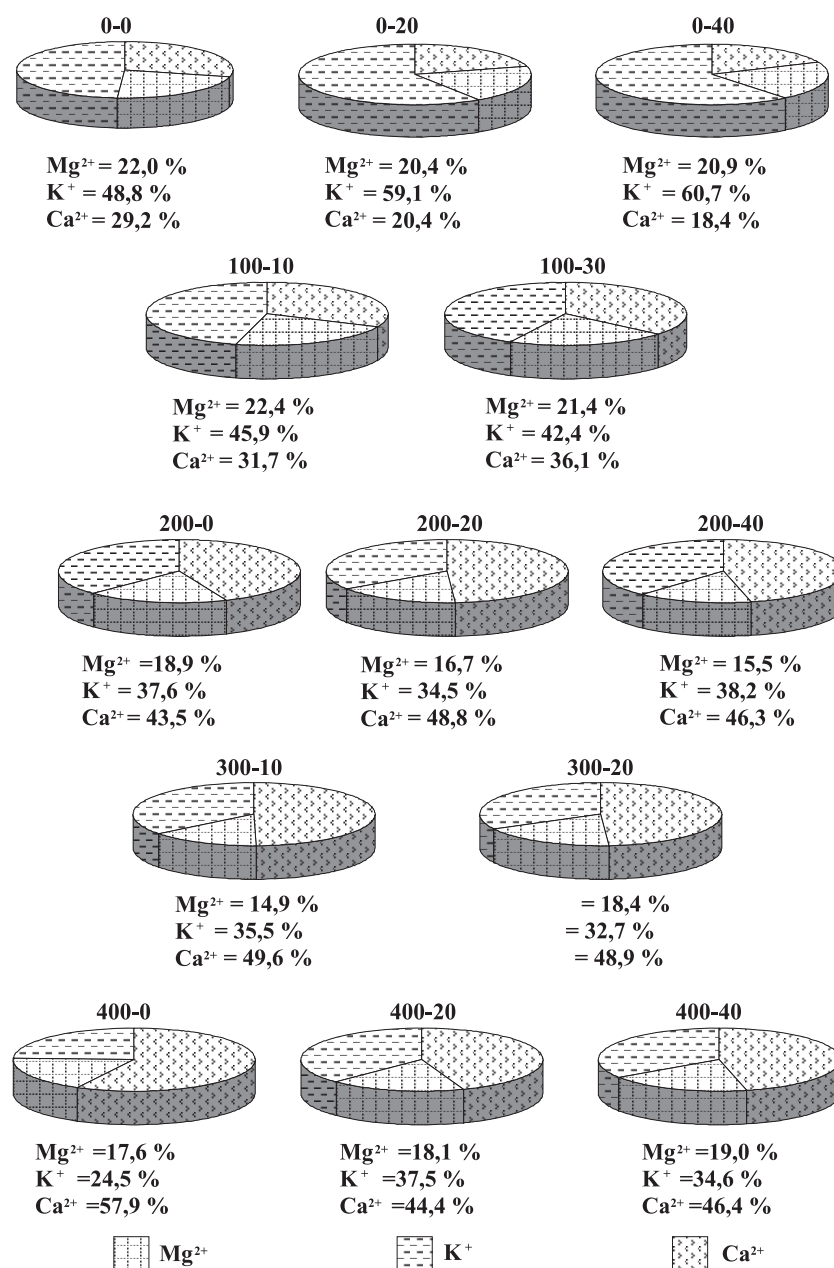 0-0
0-20
0-40
Mg²⁺ = 22,0 %
K⁺ = 48,8 %
Ca²⁺ = 29,2 %
Mg²⁺ = 20,4 %
K⁺ = 59,1 %
Ca²⁺ = 20,4 %
Mg²⁺ = 20,9 %
K⁺ = 60,7 %
Ca²⁺ = 18,4 %
100-10
100-30
Mg²⁺ = 22,4 %
K⁺ = 45,9 %
Ca²⁺ = 31,7 %
Mg²⁺ = 21,4 %
K⁺ = 42,4 %
Ca²⁺ = 36,1 %
200-0
200-20
200-40
Mg²⁺ =18,9 %
K⁺ = 37,6 %
Ca²⁺ = 43,5 %
Mg²⁺ = 16,7 %
K⁺ = 34,5 %
Ca²⁺ = 48,8 %
Mg²⁺ = 15,5 %
K⁺ = 38,2 %
Ca²⁺ = 46,3 %
300-10
300-20
Mg²⁺ = 14,9 %
K⁺ = 35,5 %
Ca²⁺ = 49,6 %
= 18,4 %
= 32,7 %
= 48,9 %
400-0
400-20
400-40
Mg²⁺ =17,6 %
K⁺ = 24,5 %
Ca²⁺ =57,9 %
Mg²⁺ =18,1 %
K⁺ = 37,5 %
Ca²⁺ = 44,4 %
Mg²⁺ =19,0 %
K⁺ = 34,6 %
Ca²⁺ =46,4 %
Mg²⁺
K⁺
Ca²⁺